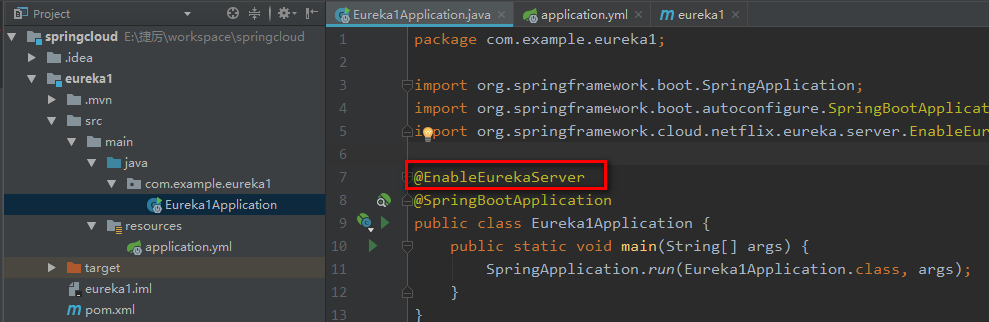 Project
springcloud E:\捷厉\workspace\springcloud
.idea
eureka1
.mvn
src
main
java
com.example.eureka1
Eureka1Application
resources
application.yml
target
eureka1.iml
pom.xml
Eureka1Application.java
application.yml
eureka1
1 package com.example.eureka1;
2
3 import org.springframework.boot.SpringApplication;
4 import org.springframework.boot.autoconfigure.SpringBootApplicat
5 import org.springframework.cloud.netflix.eureka.server.EnableEur
6
7 @EnableEurekaServer
8 @SpringBootApplication
9 public class Eureka1Application {
10 public static void main(String[] args) {
11 SpringApplication.run(Eureka1Application.class, args);
12 }
13 }